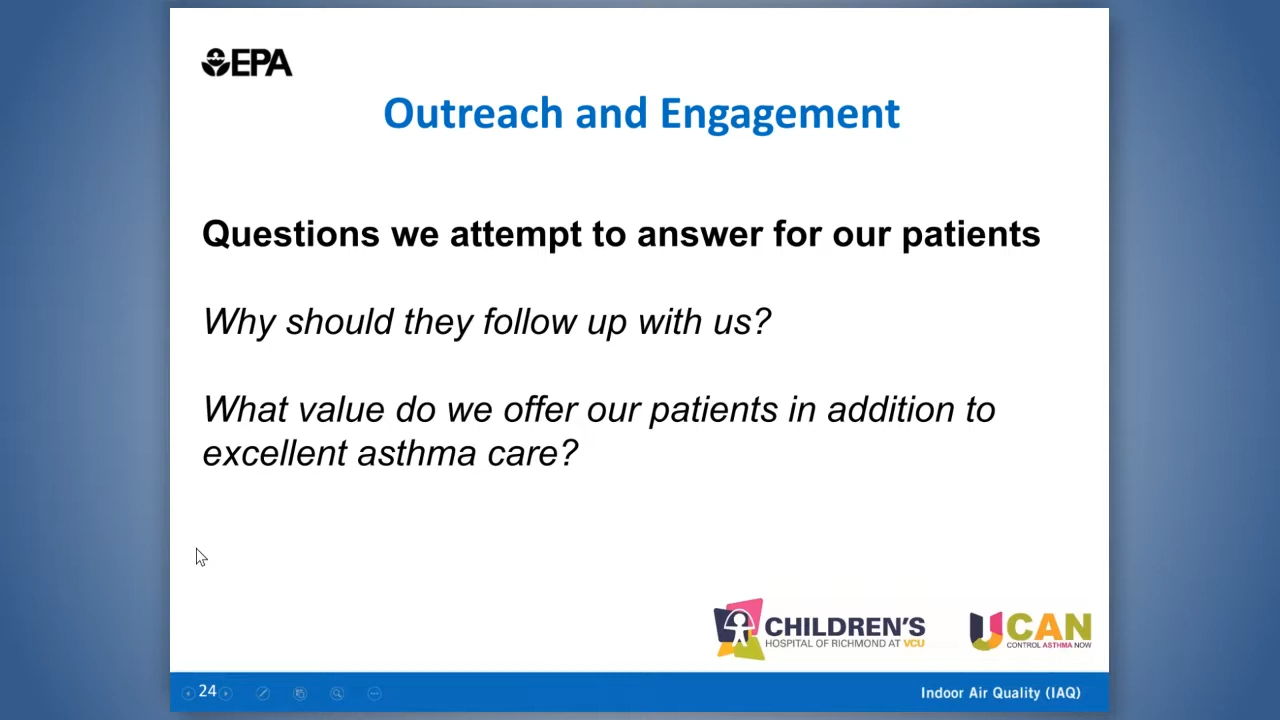 EPA
Outreach and Engagement
Questions we attempt to answer for our patients
Why should they follow up with us?
What value do we offer our patients in addition to
excellent asthma care?
CHILDREN'S
HOSPITAL OF RICHMOND AT VCU
UCAN
CONTROL ASTHMA NOW
24
Indoor Air Quality (IAQ)